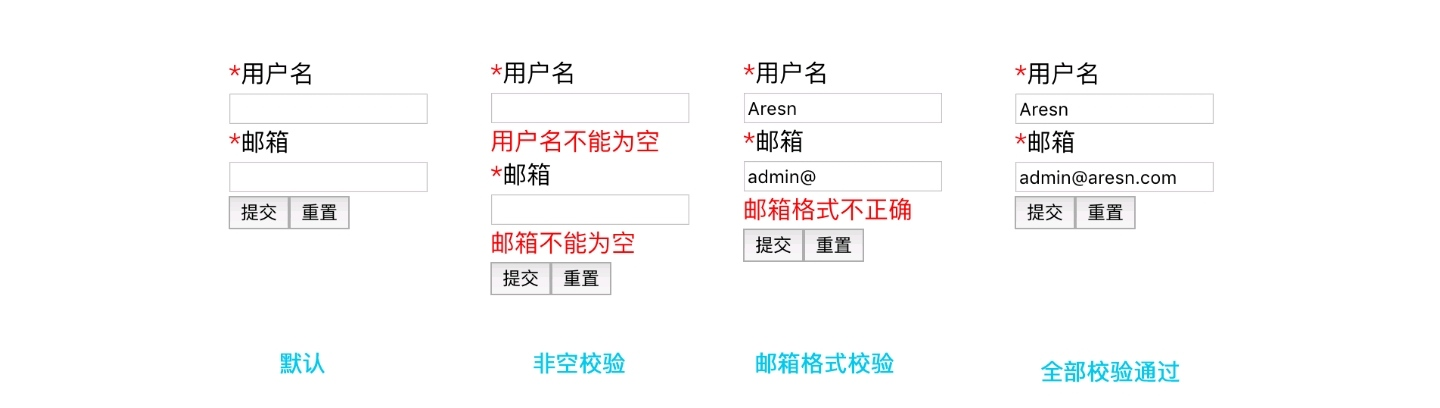 *用户名
*邮箱
提交 重置
默认
*用户名
用户名不能为空
*邮箱
邮箱不能为空
提交 重置
非空校验
*用户名
Aresn
*邮箱
admin@
邮箱格式不正确
提交 重置
邮箱格式校验
*用户名
Aresn
*邮箱
admin@aresn.com
提交 重置
全部校验通过